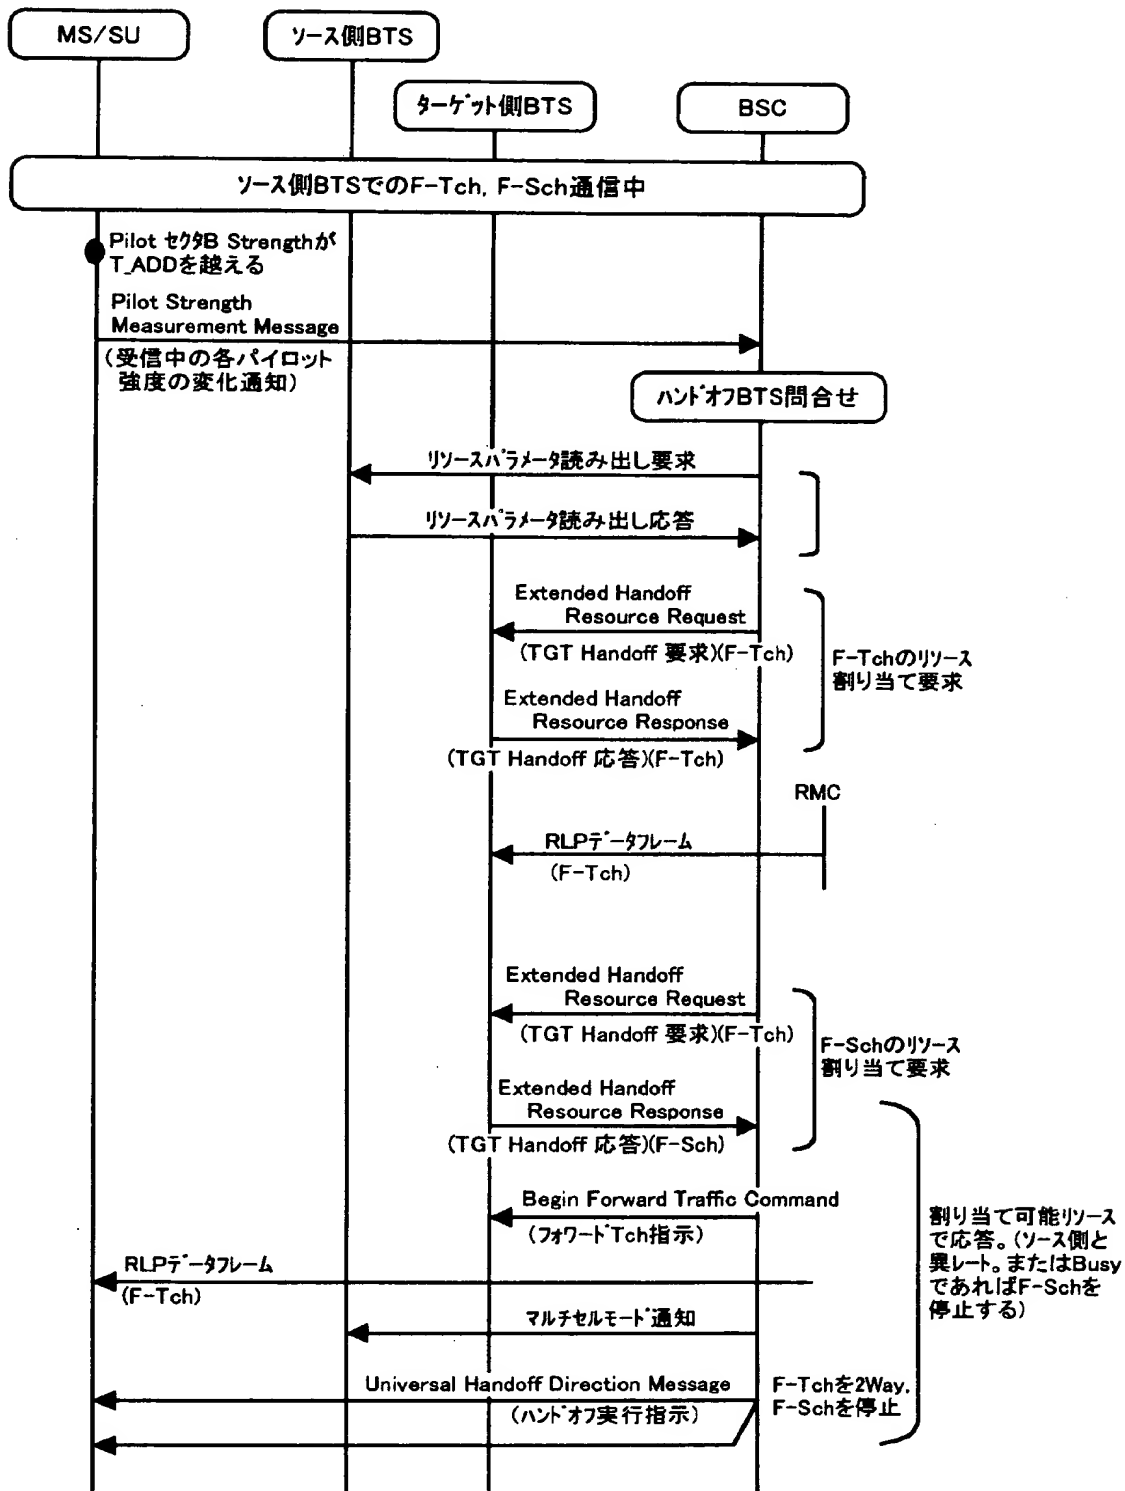 MS/SU
ソース側BTS
ターゲット側BTS
BSC
ソース側BTSでのF-Tch, F-Sch通信中
Pilot セクタB Strengthが
T_ADDを越える
Pilot Strength
Measurement Message
(受信中の各パイロット
強度の変化通知)
ハンドオフBTS問合せ
リソースパラメータ読み出し要求
リソースパラメータ読み出し応答
Extended Handoff
Resource Request
(TGT Handoff 要求)(F-Tch)
F-Tchのリソース
割り当て要求
Extended Handoff
Resource Response
(TGT Handoff 応答)(F-Tch)
RMC
RLPデータフレーム
(F-Tch)
Extended Handoff
Resource Request
(TGT Handoff 要求)(F-Tch)
F-Schのリソース
割り当て要求
Extended Handoff
Resource Response
(TGT Handoff 応答)(F-Sch)
Begin Forward Traffic Command
(フォワードTch指示)
割り当て可能リソース
で応答。(ソース側と
異レート。またはBusy
であればF-Schを
停止する)
RLPデータフレーム
(F-Tch)
マルチセルモード通知
Universal Handoff Direction Message
(ハンドオフ実行指示)
F-Tchを2Way.
F-Schを停止